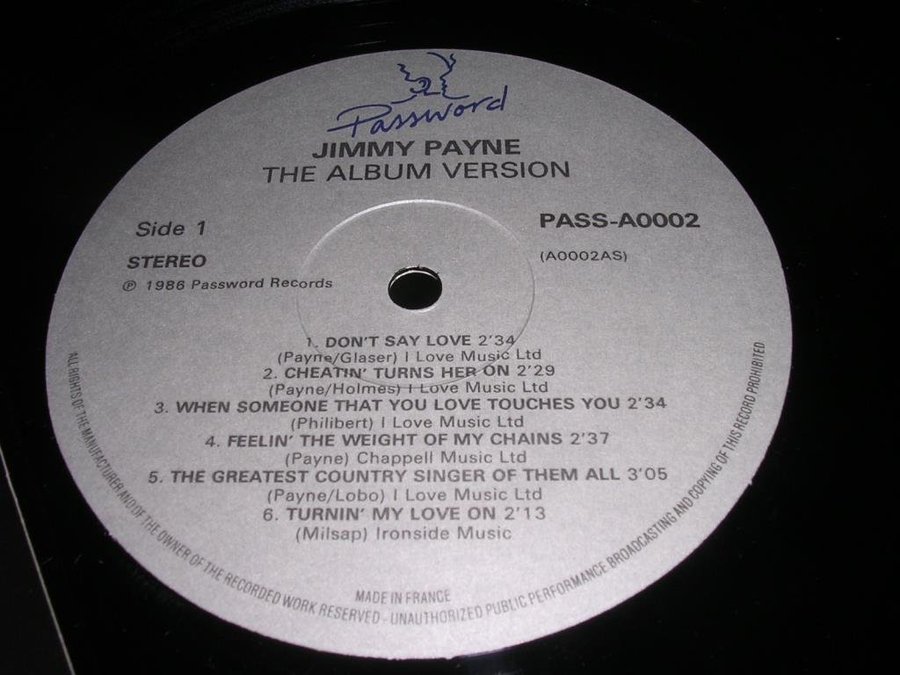 Password
JIMMY PAYNE
THE ALBUM VERSION
Side 1
PASS-A0002
STEREO
(A0002AS)
℗ 1986 Password Records
1. DON'T SAY LOVE 2'34
(Payne/Glaser) I Love Music Ltd
2. CHEATIN' TURNS HER ON 2'29
(Payne/Holmes) I Love Music Ltd
3. WHEN SOMEONE THAT YOU LOVE TOUCHES YOU 2'34
(Philibert) I Love Music Ltd
4. FEELIN' THE WEIGHT OF MY CHAINS 2'37
(Payne) Chappell Music Ltd
5. THE GREATEST COUNTRY SINGER OF THEM ALL 3'05
(Payne/Lobo) I Love Music Ltd
6. TURNIN' MY LOVE ON 2'13
(Milsap) Ironside Music
MADE IN FRANCE
ALL RIGHTS OF THE MANUFACTURER AND OF THE OWNER OF THE RECORDED WORK RESERVED - UNAUTHORIZED PUBLIC PERFORMANCE BROADCASTING AND COPYING OF THIS RECORD PROHIBITED